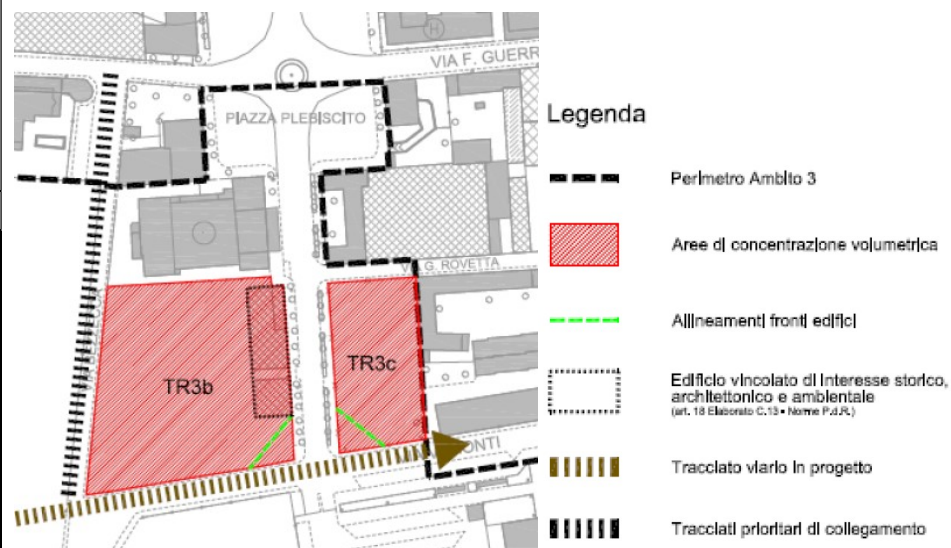 H
VIA F. GUERR
PIAZZA PLEBISCITO
VIA G. ROVETTA
TR3b
TR3c
ONTI
Legenda
Perimetro Ambito 3
Aree di concentrazione volumetrica
Allineamenti fronti edifici
Edificio vincolato di interesse storico,
architettonico e ambientale
(art. 18 Elaborato C.13 - Norme P.d.R.)
Tracciato viario in progetto
Tracciati prioritari di collegamento